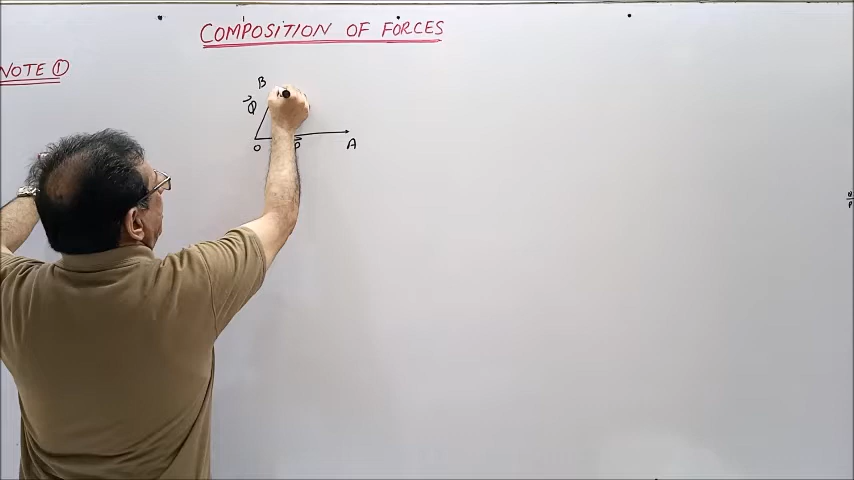 COMPOSITION OF FORCES
NOTE ①
B
Q
O
P
A